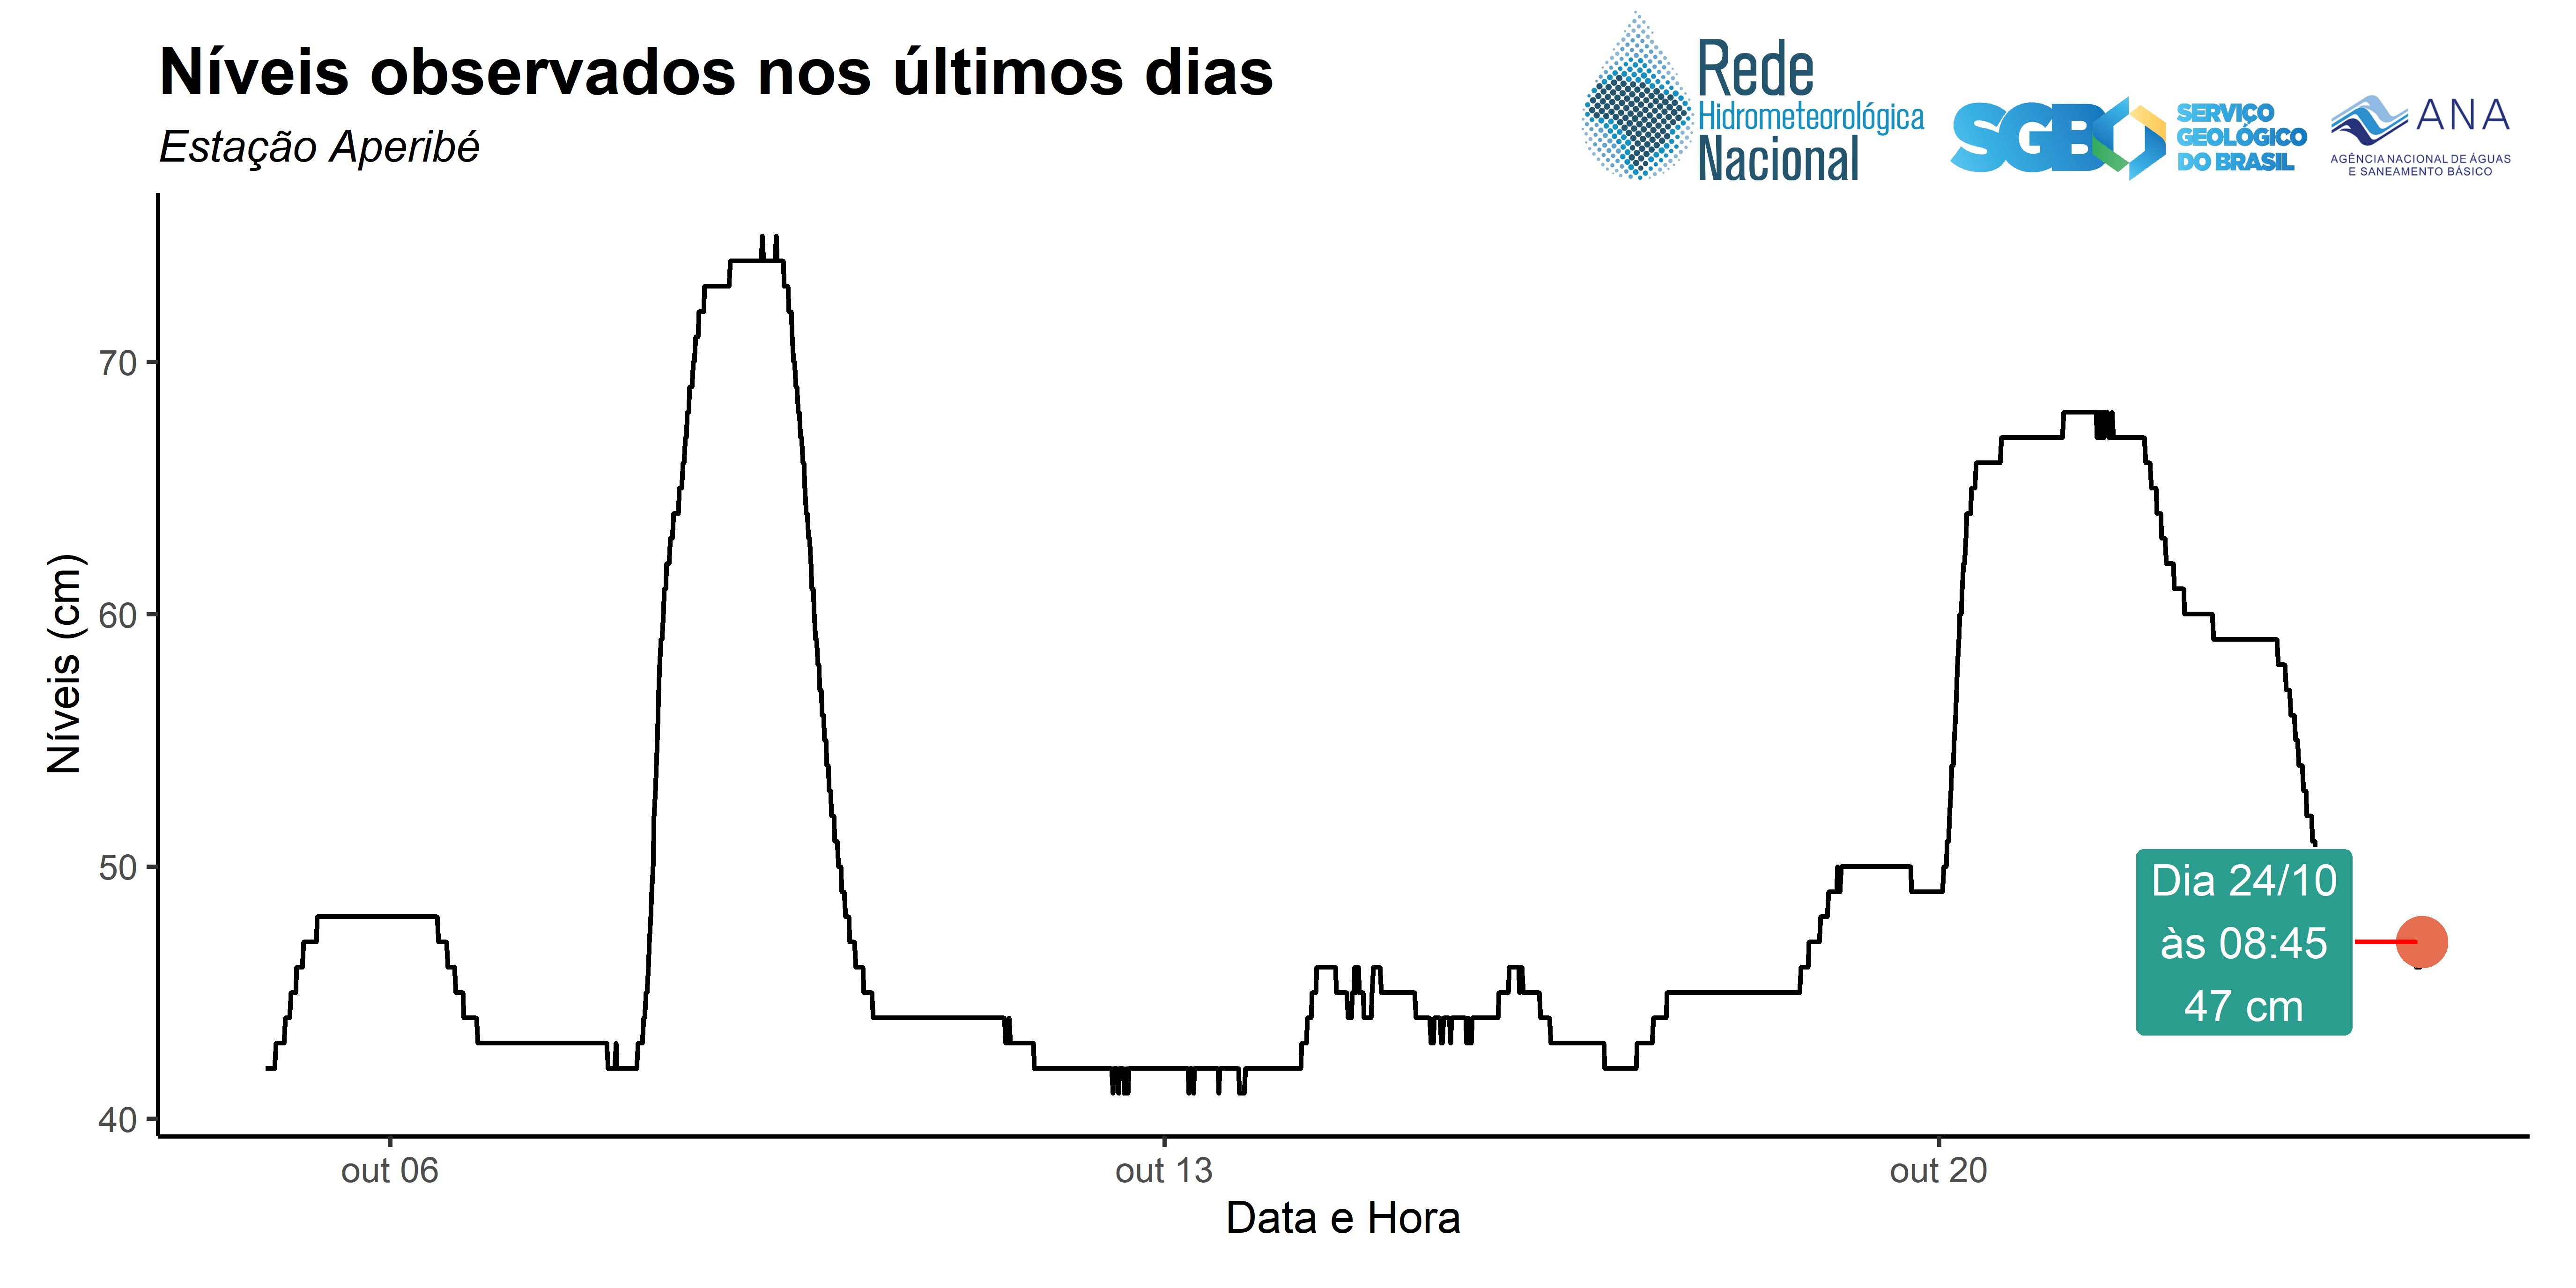 Níveis observados nos últimos dias
Estação Aperibé
Rede
Hidrometeorológica
Nacional
SGB
SERVIÇO
GEOLÓGICO
DO BRASIL
ANA
AGÊNCIA NACIONAL DE ÁGUAS
E SANEAMENTO BÁSICO
Níveis (cm)
70
60
50
40
Dia 24/10
às 08:45
47 cm
out 06
out 13
out 20
Data e Hora